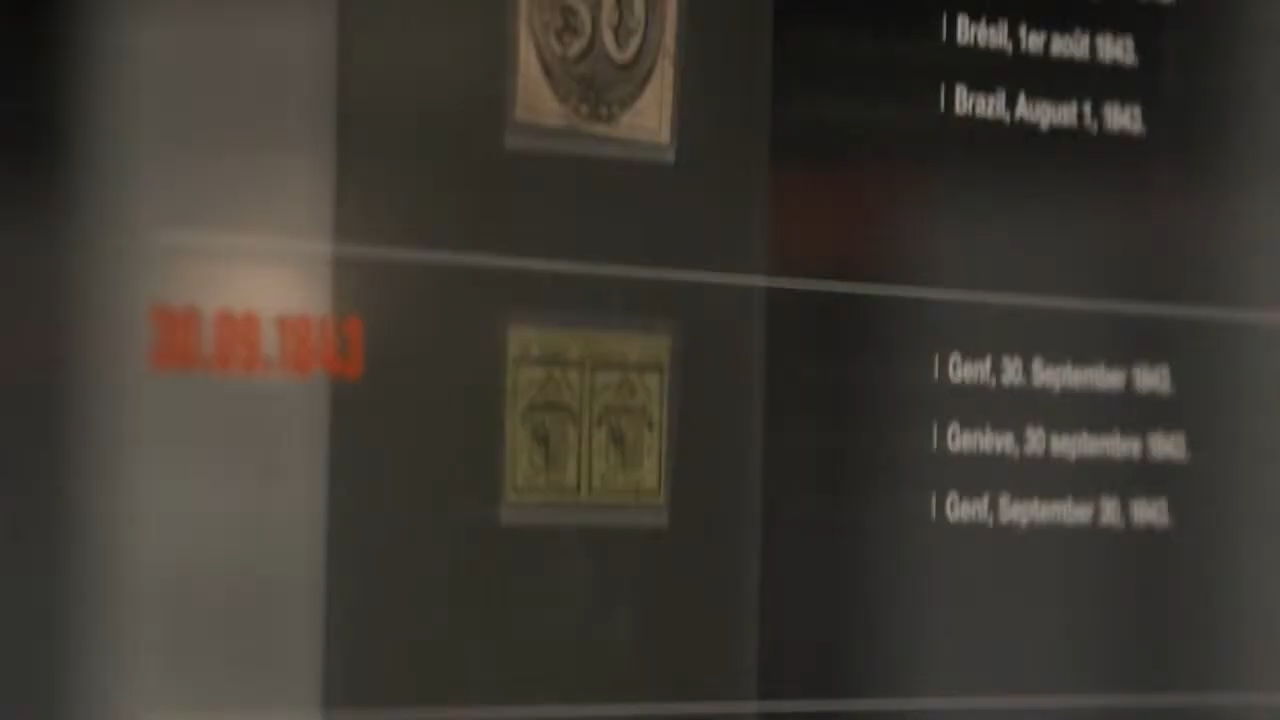 Brésil, 1er août 1843.
Brazil, August 1, 1843.
30.09.1843
Genf, 30. September 1843.
Genève, 30 septembre 1843.
Genf, September 30, 1843.